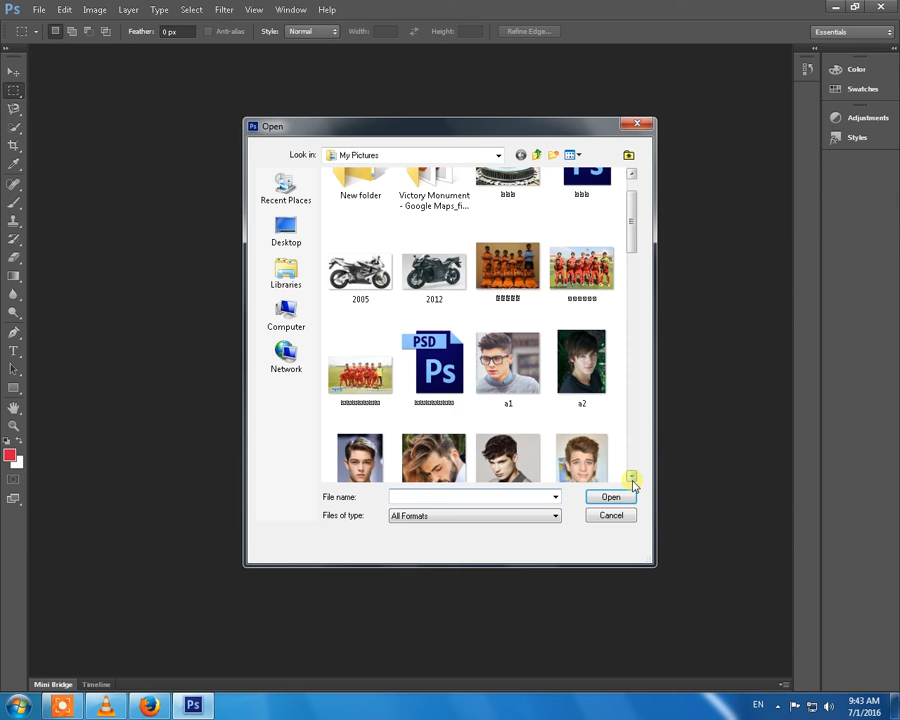 Ps File Edit Image Layer Type Select Filter View Window Help
Feather: 0 px Anti-alias Style: Normal Width: Height: Refine Edge... Essentials
Color
Swatches
Adjustments
Styles
Ps Open
Look in: My Pictures
Recent Places
Desktop
Libraries
Computer
Network
New folder
Victory Monument
- Google Maps_fi...
2005
2012
PSD
Ps
a1
a2
File name: Open
Files of type: All Formats Cancel
Mini Bridge Timeline
Ps
EN
9:43 AM
7/1/2016